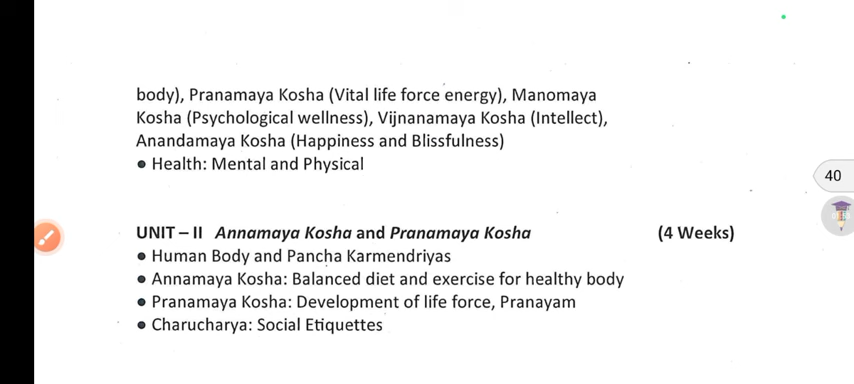 body), Pranamaya Kosha (Vital life force energy), Manomaya
Kosha (Psychological wellness), Vijnanamaya Kosha (Intellect),
Anandamaya Kosha (Happiness and Blissfulness)
• Health: Mental and Physical
40
UNIT – II Annamaya Kosha and Pranamaya Kosha (4 Weeks)
• Human Body and Pancha Karmendriyas
• Annamaya Kosha: Balanced diet and exercise for healthy body
• Pranamaya Kosha: Development of life force, Pranayam
• Charucharya: Social Etiquettes